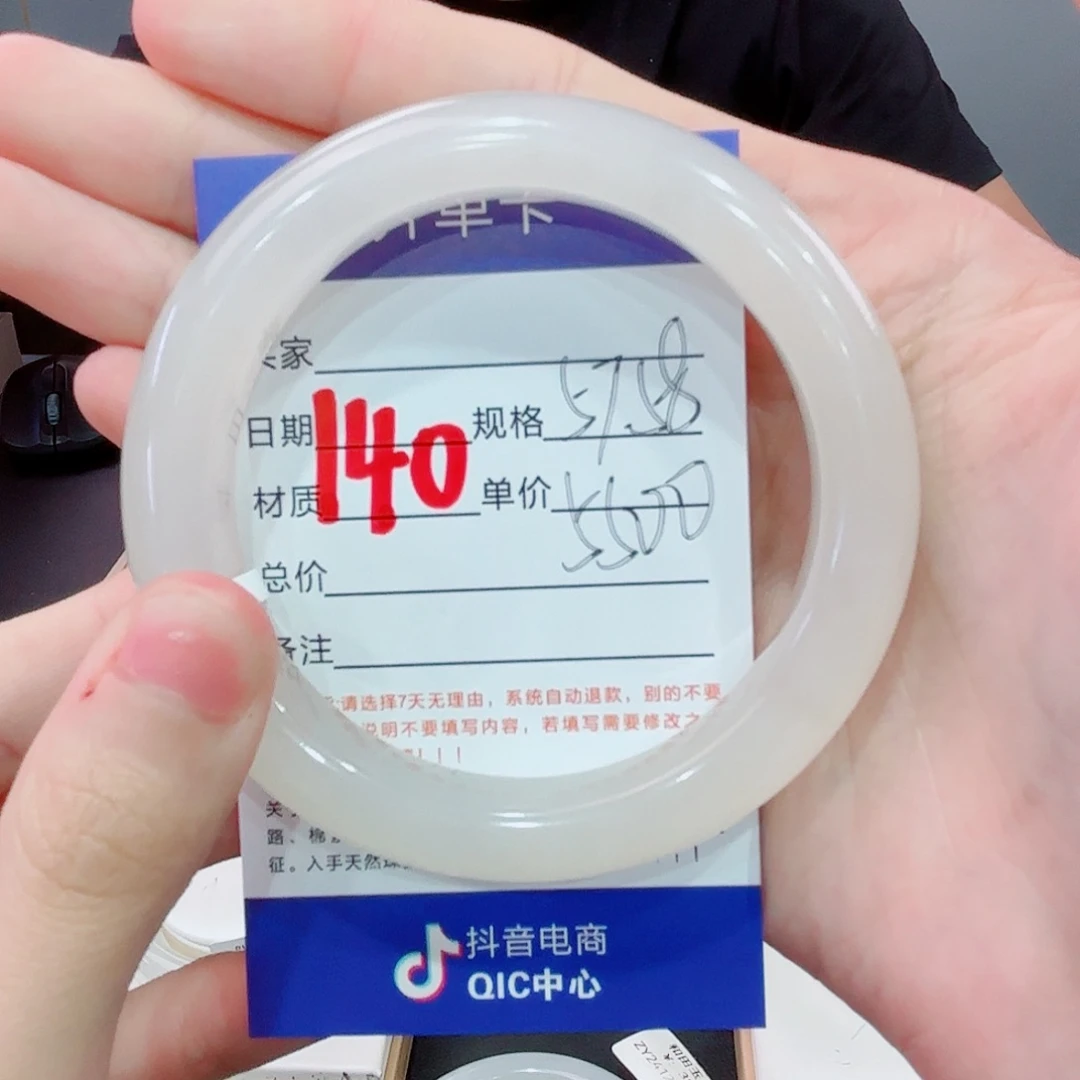 单卡
家
日期 140 规格 5758
材质 单价 5500
总价
备注
请选择7天无理由，系统自动退款，别的不要
说明不要填写内容，若填写需要修改之
！！！
关
路、棉
征。入手天然
抖音电商
QIC中心